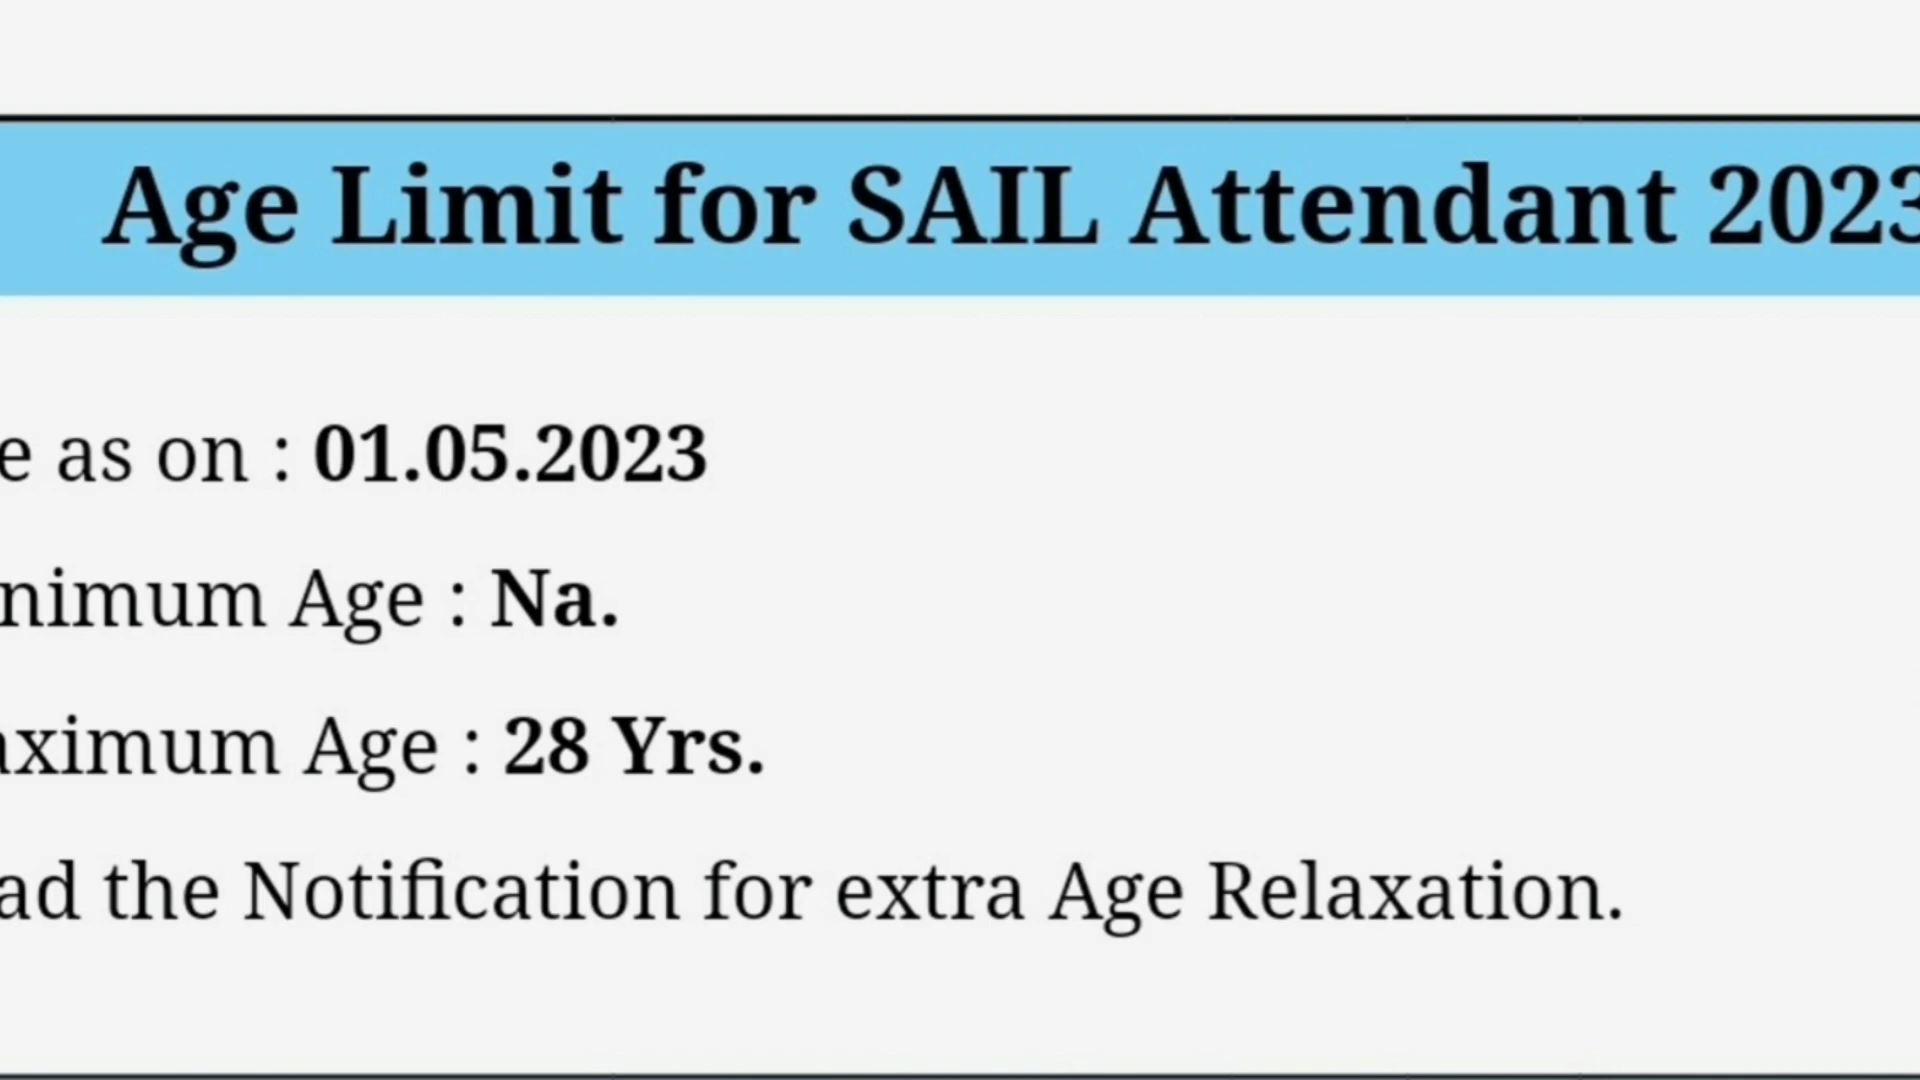 Age Limit for SAIL Attendant 2023
e as on : 01.05.2023
nimum Age : Na.
ximum Age : 28 Yrs.
ad the Notification for extra Age Relaxation.